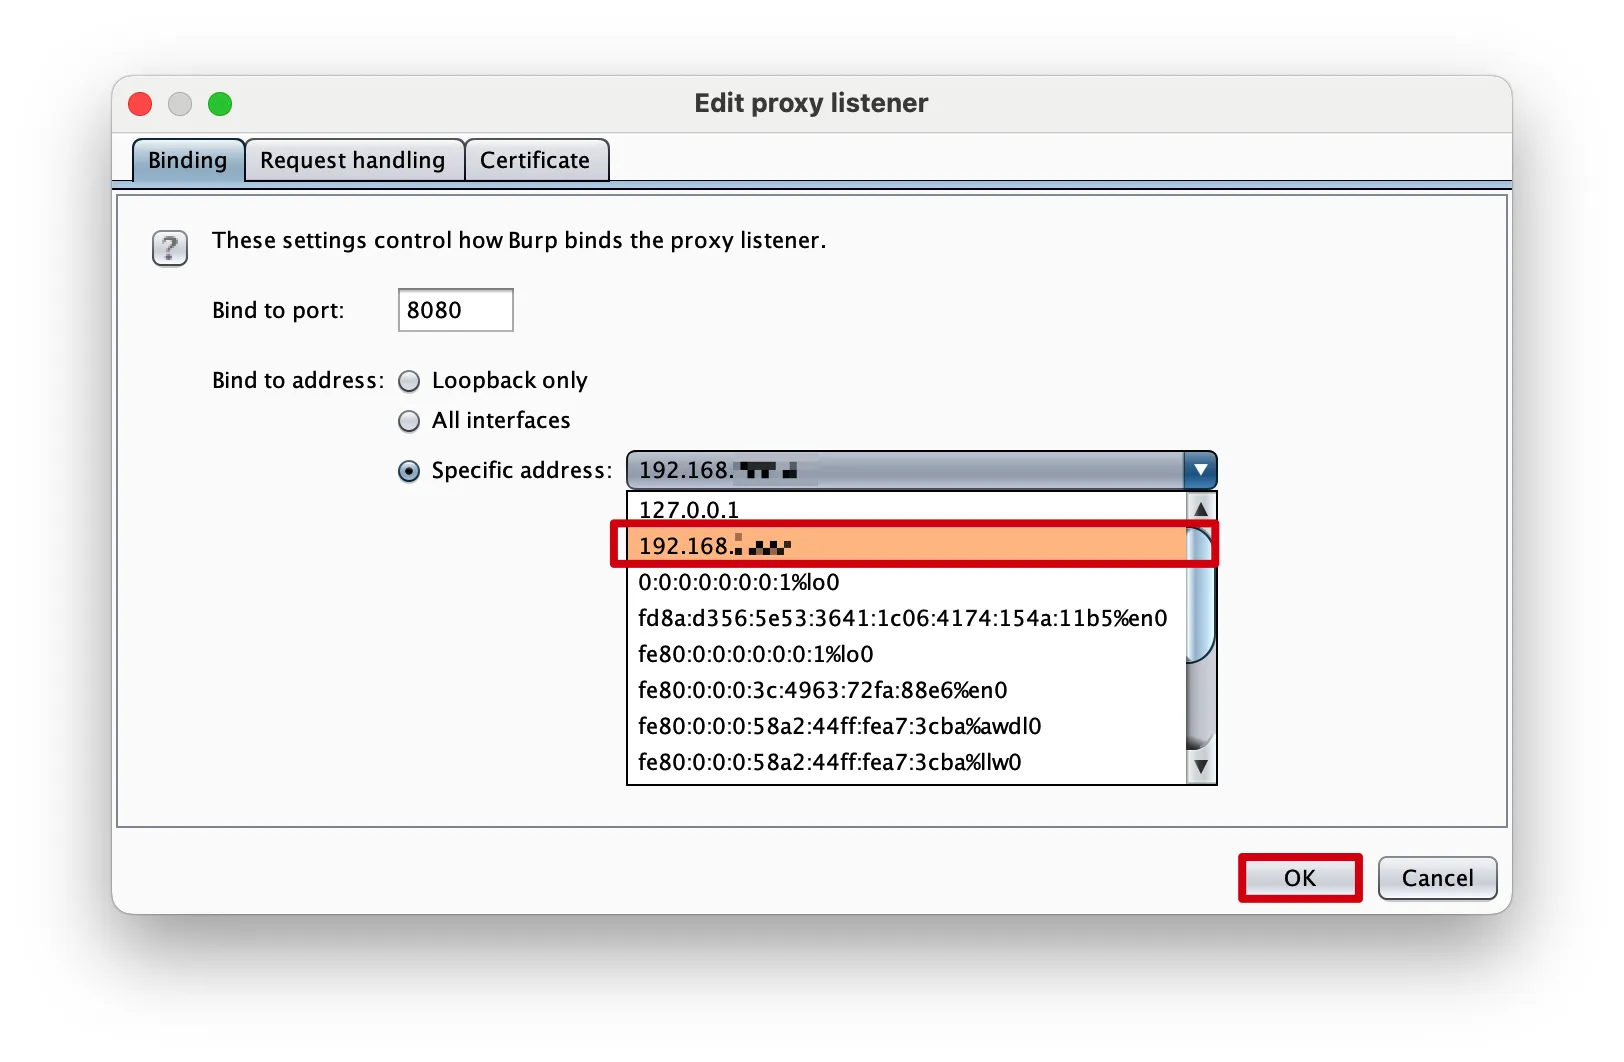 Edit proxy listener
Binding Request handling Certificate
? These settings control how Burp binds the proxy listener.
Bind to port: 8080
Bind to address: Loopback only
All interfaces
Specific address: 192.168.
127.0.0.1
192.168.
0:0:0:0:0:0:0:1%lo0
fd8a:d356:5e53:3641:1c06:4174:154a:11b5%en0
fe80:0:0:0:0:0:0:1%lo0
fe80:0:0:0:3c:4963:72fa:88e6%en0
fe80:0:0:0:58a2:44ff:fea7:3cba%awdl0
fe80:0:0:0:58a2:44ff:fea7:3cba%llw0
OK Cancel